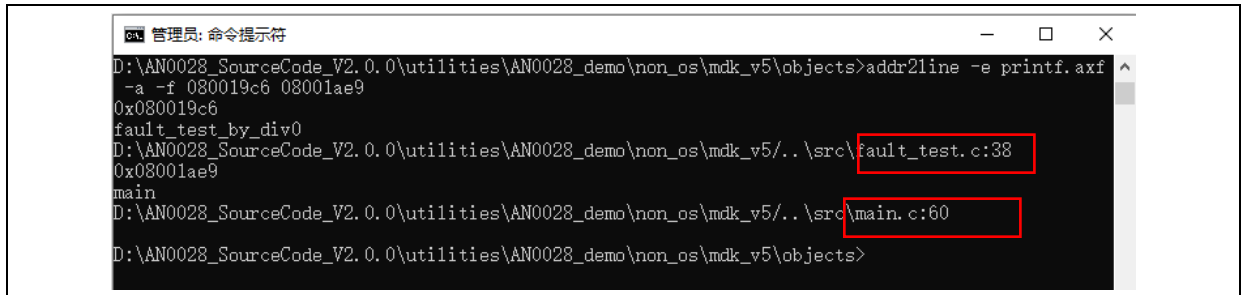 管理员: 命令提示符
D:\AN0028_SourceCode_V2.0.0\utilities\AN0028_demo\non_os\mdk_v5\objects>addr2line -e printf.axf
-a -f 080019c6 08001ae9
0x080019c6
fault_test_by_div0
D:\AN0028_SourceCode_V2.0.0\utilities\AN0028_demo\non_os\mdk_v5/..\src\fault_test.c:38
0x08001ae9
main
D:\AN0028_SourceCode_V2.0.0\utilities\AN0028_demo\non_os\mdk_v5/..\src\main.c:60
D:\AN0028_SourceCode_V2.0.0\utilities\AN0028_demo\non_os\mdk_v5\objects>